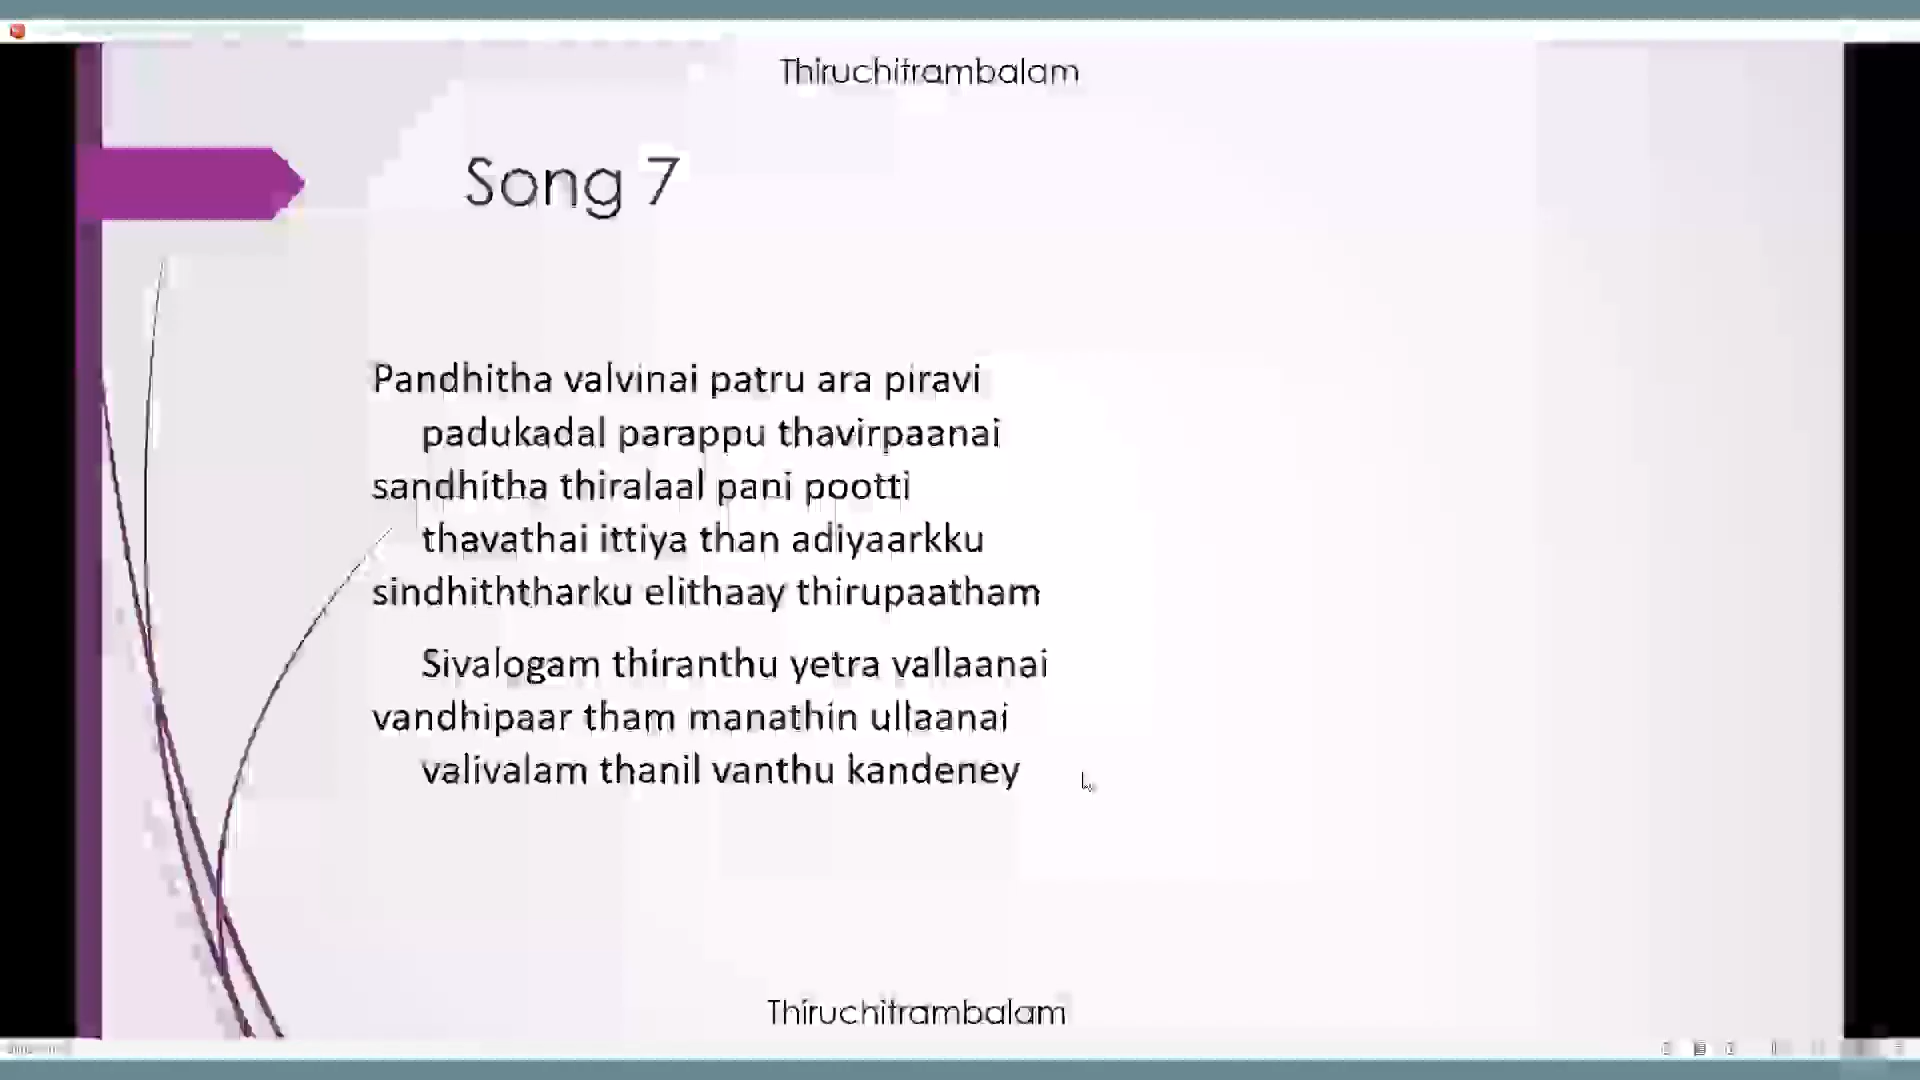 Thiruchitrambalam
Song 7
Pandhitha valvinai patru ara piravi
padukadal parappu thavirpaanai
sandhitha thiralaal pani pootti
thavathai ittiya than adiyaarkku
sindhiththarku elithaay thirupaatham
Sivalogam thiranthu yetra vallaanai
vandhipaar tham manathin ullaanai
valivalam thanil vanthu kandeney
Thiruchitrambalam